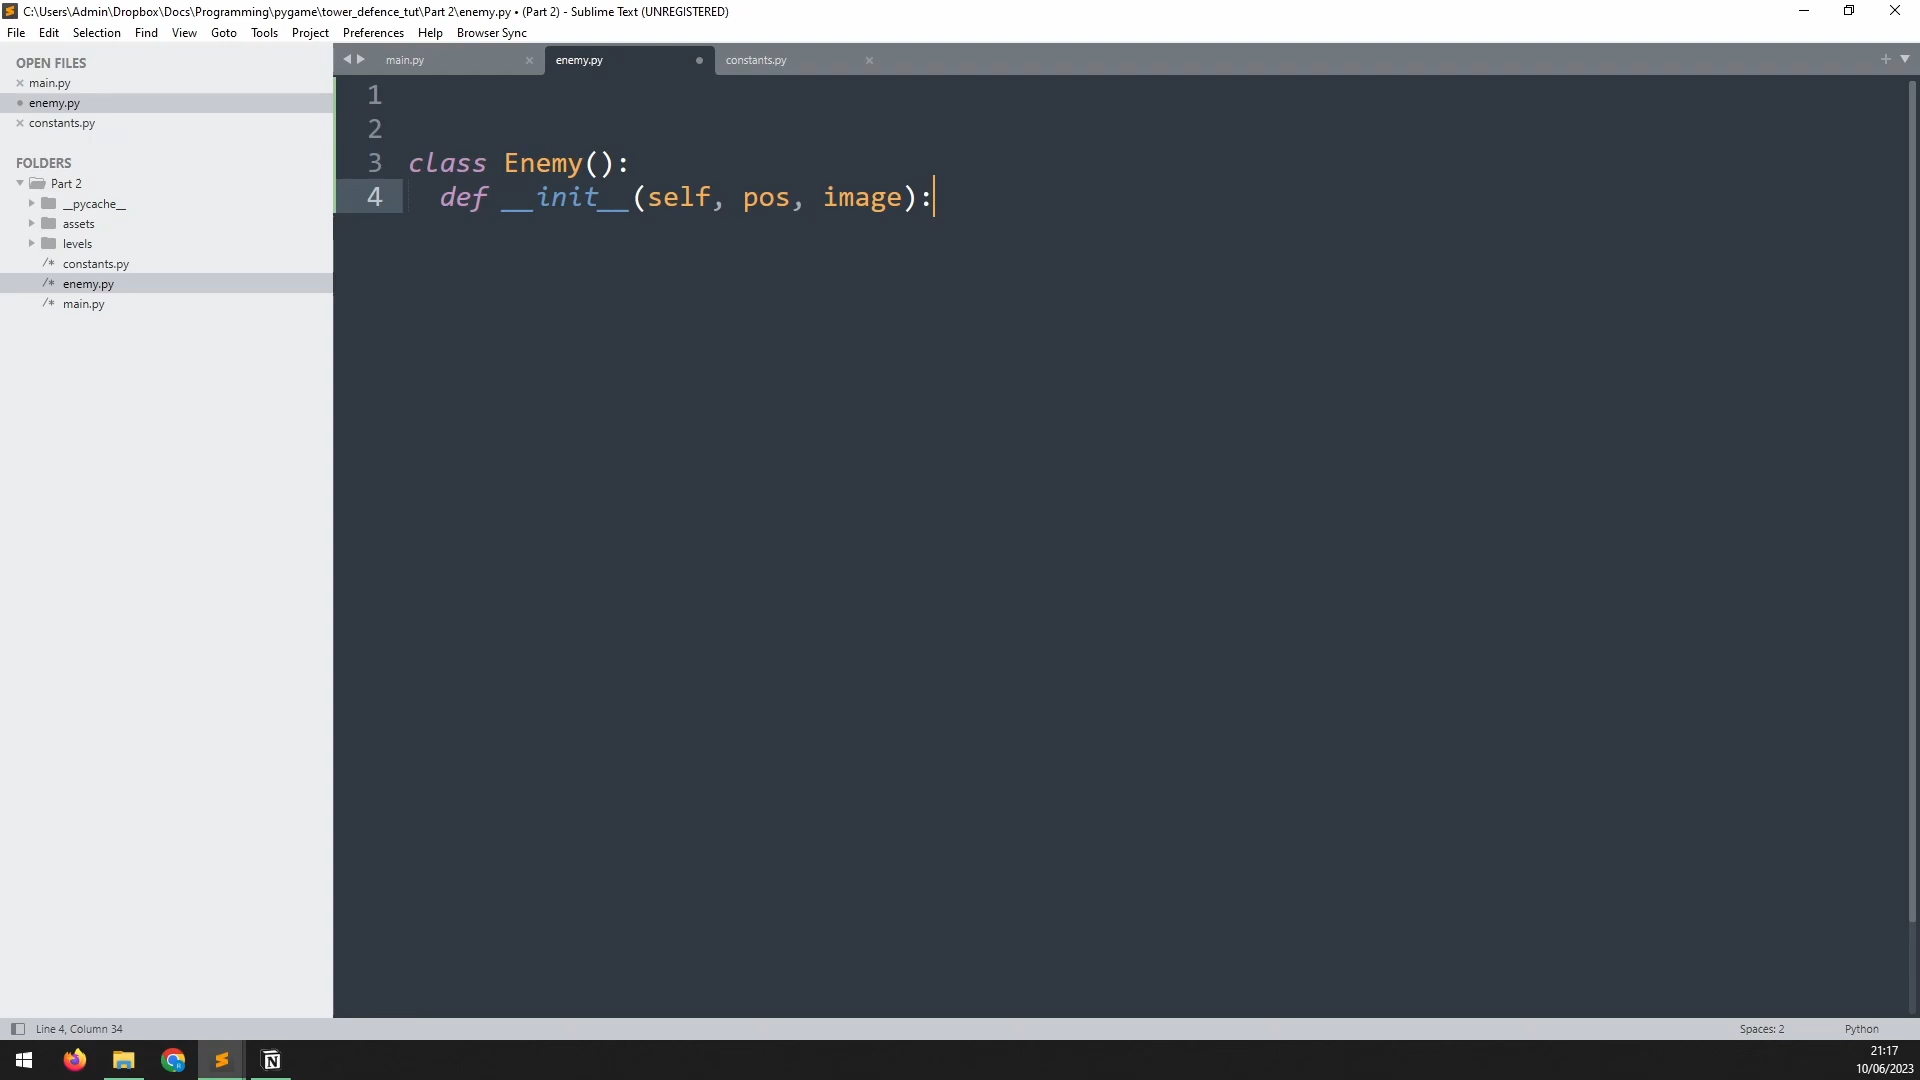 C:\Users\Admin\Dropbox\Docs\Programming\pygame\tower_defence_tut\Part 2\enemy.py • (Part 2) - Sublime Text (UNREGISTERED)
File Edit Selection Find View Goto Tools Project Preferences Help Browser Sync
OPEN FILES
main.py
enemy.py
constants.py
FOLDERS
Part 2
__pycache__
assets
levels
/* constants.py
/* enemy.py
/* main.py
main.py enemy.py constants.py
1
2
3 class Enemy():
4 def __init__(self, pos, image):
Line 4, Column 34 Spaces: 2 Python
21:17
10/06/2023